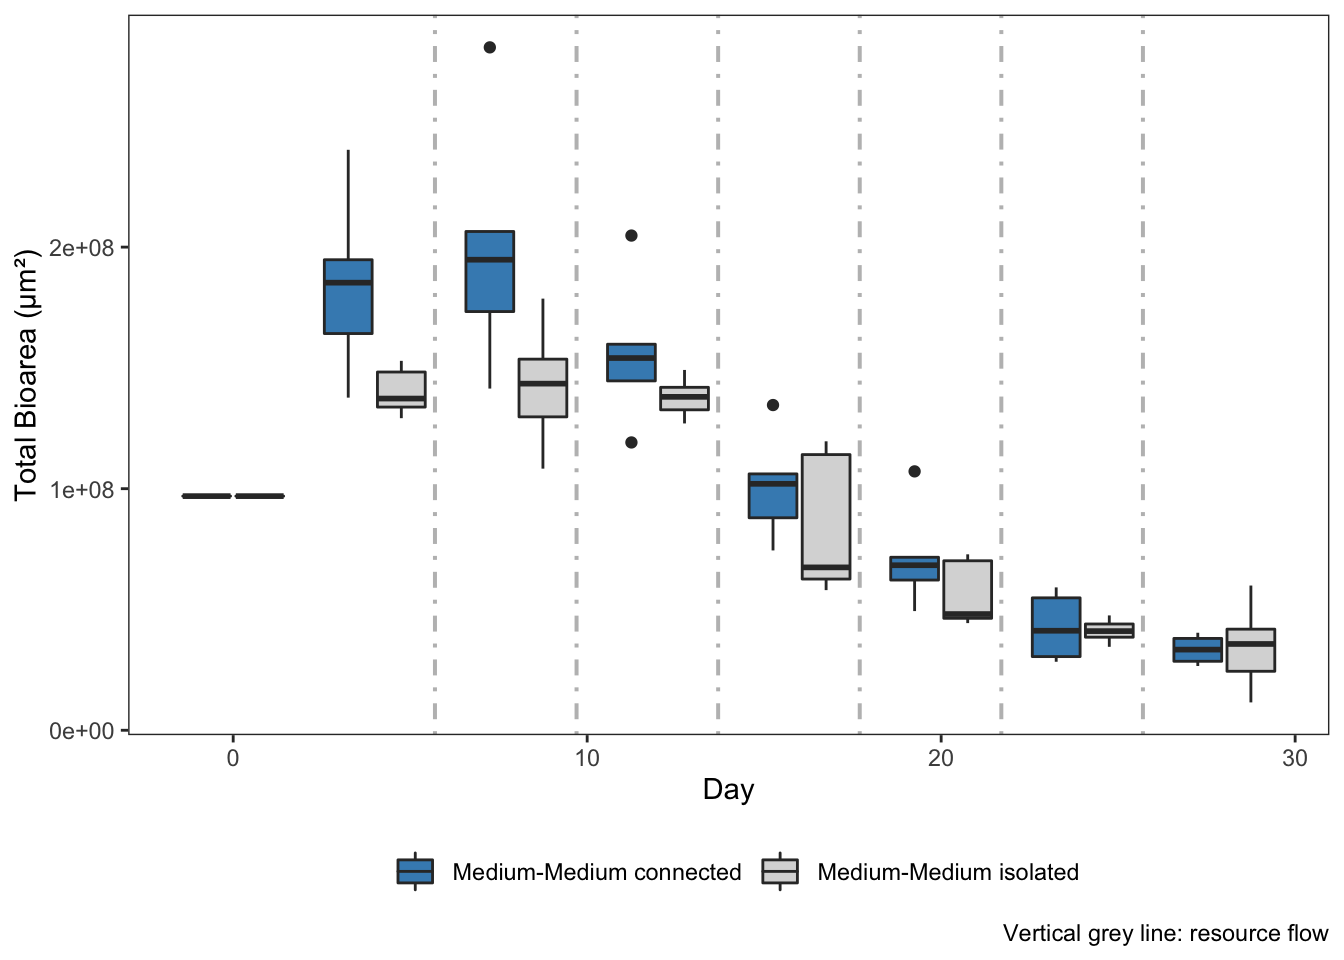 Total Bioarea (µm²)
2e+08
1e+08
0e+00
0
10
20
30
Day
Medium-Medium connected
Medium-Medium isolated
Vertical grey line: resource flow